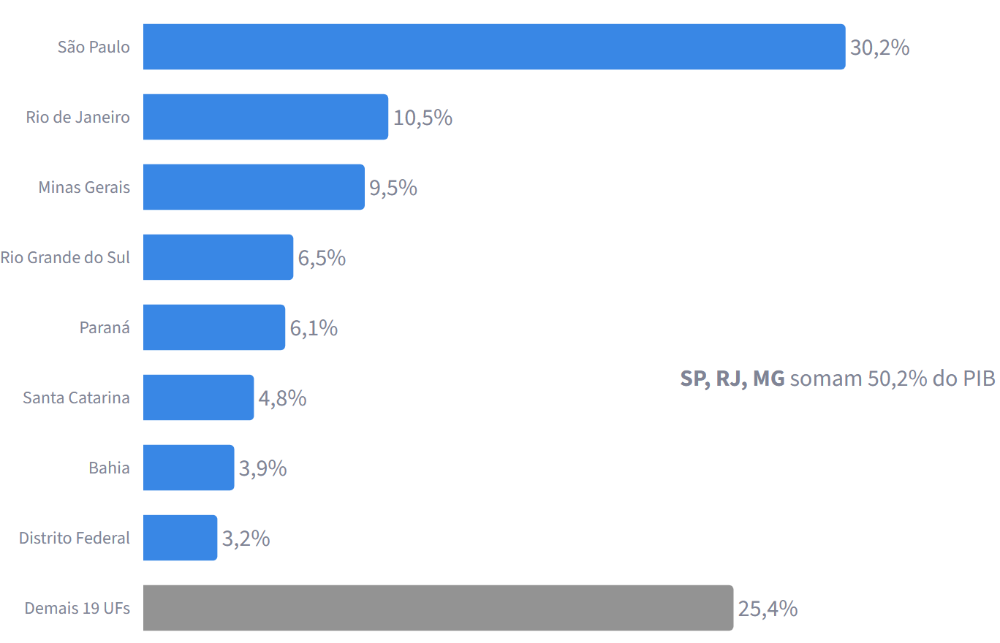 São Paulo 30,2%
Rio de Janeiro 10,5%
Minas Gerais 9,5%
Rio Grande do Sul 6,5%
Paraná 6,1%
SP, RJ, MG somam 50,2% do PIB
Santa Catarina 4,8%
Bahia 3,9%
Distrito Federal 3,2%
Demais 19 UFs 25,4%